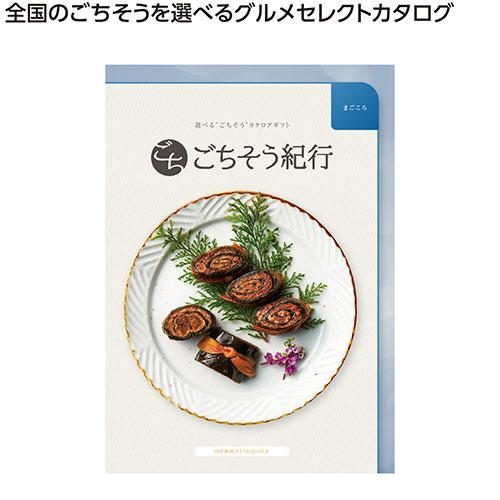 全国のごちそうを選べるグルメセレクトカタログ
まごころ
選べる"ごちそう"カタログギフト
ごち ごちそう紀行